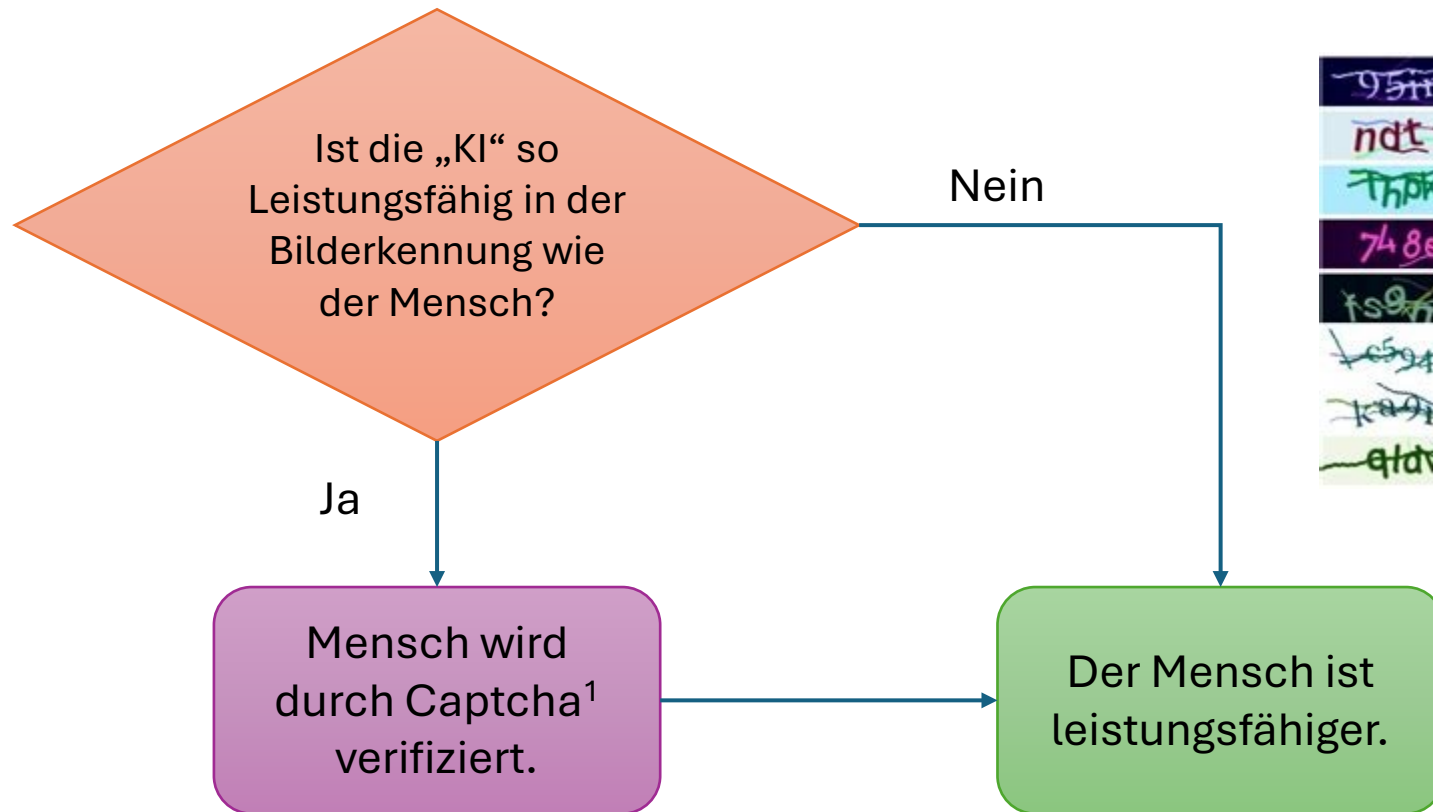 Ist die „KI“ so
Leistungsfähig in der
Bilderkennung wie
der Mensch?
Nein
Ja
Mensch wird
durch Captcha¹
verifiziert.
Der Mensch ist
leistungsfähiger.
ndt
748